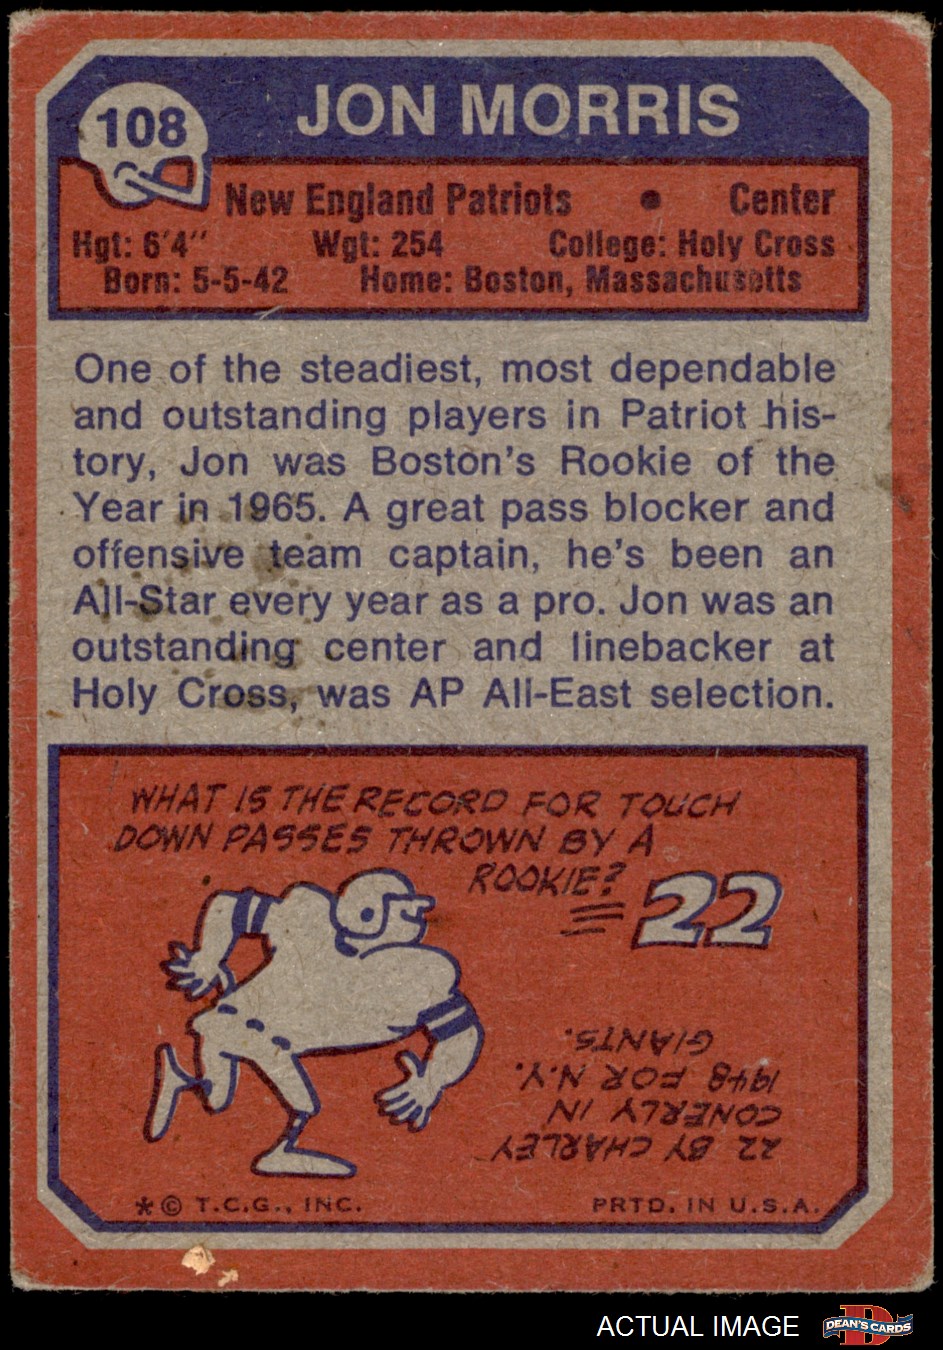 108
JON MORRIS
New England Patriots • Center
Hgt: 6'4" Wgt: 254 College: Holy Cross
Born: 5-5-42 Home: Boston, Massachusetts
One of the steadiest, most dependable
and outstanding players in Patriot his-
tory, Jon was Boston's Rookie of the
Year in 1965. A great pass blocker and
offensive team captain, he's been an
All-Star every year as a pro. Jon was an
outstanding center and linebacker at
Holy Cross, was AP All-East selection.
WHAT IS THE RECORD FOR TOUCH
DOWN PASSES THROWN BY A
ROOKIE?
22
22 BY CHARLEY
CONERLY IN
1948 FOR N.Y.
GIANTS.
*© T.C.G., INC. PRTD. IN U.S.A.
ACTUAL IMAGE
D
DEAN'S CARDS